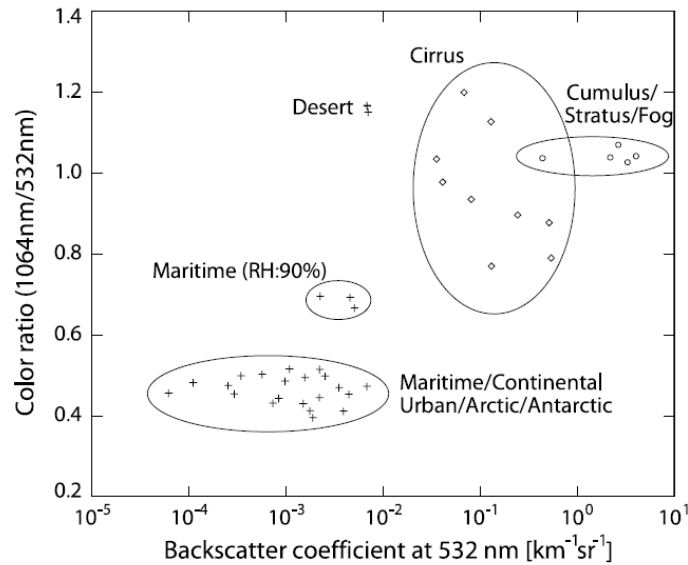 1.4
1.2
1.0
0.8
0.6
0.4
0.2
Color ratio (1064nm/532nm)
Cirrus
Desert
Cumulus/
Stratus/Fog
Maritime (RH:90%)
Maritime/Continental
Urban/Arctic/Antarctic
10⁻⁵ 10⁻⁴ 10⁻³ 10⁻² 10⁻¹ 10⁰ 10¹
Backscatter coefficient at 532 nm [km⁻¹sr⁻¹]